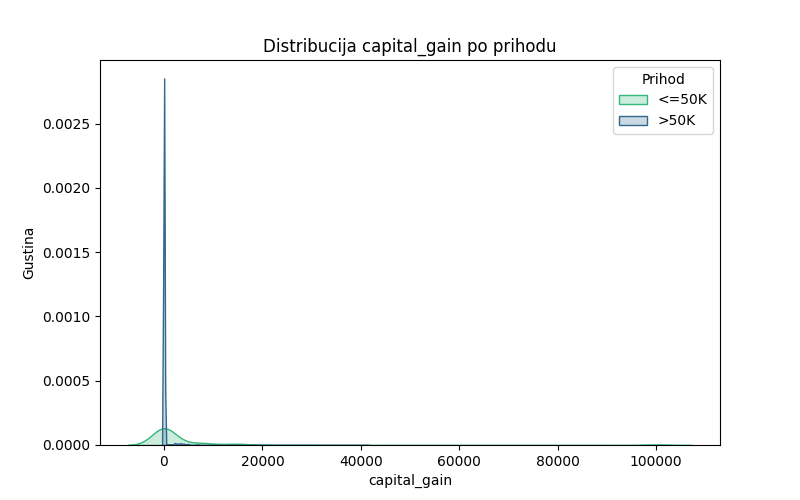 Distribucija capital_gain po prihodu
Prihod
<=50K
>50K
Gustina
0.0025
0.0020
0.0015
0.0010
0.0005
0.0000
0 20000 40000 60000 80000 100000
capital_gain